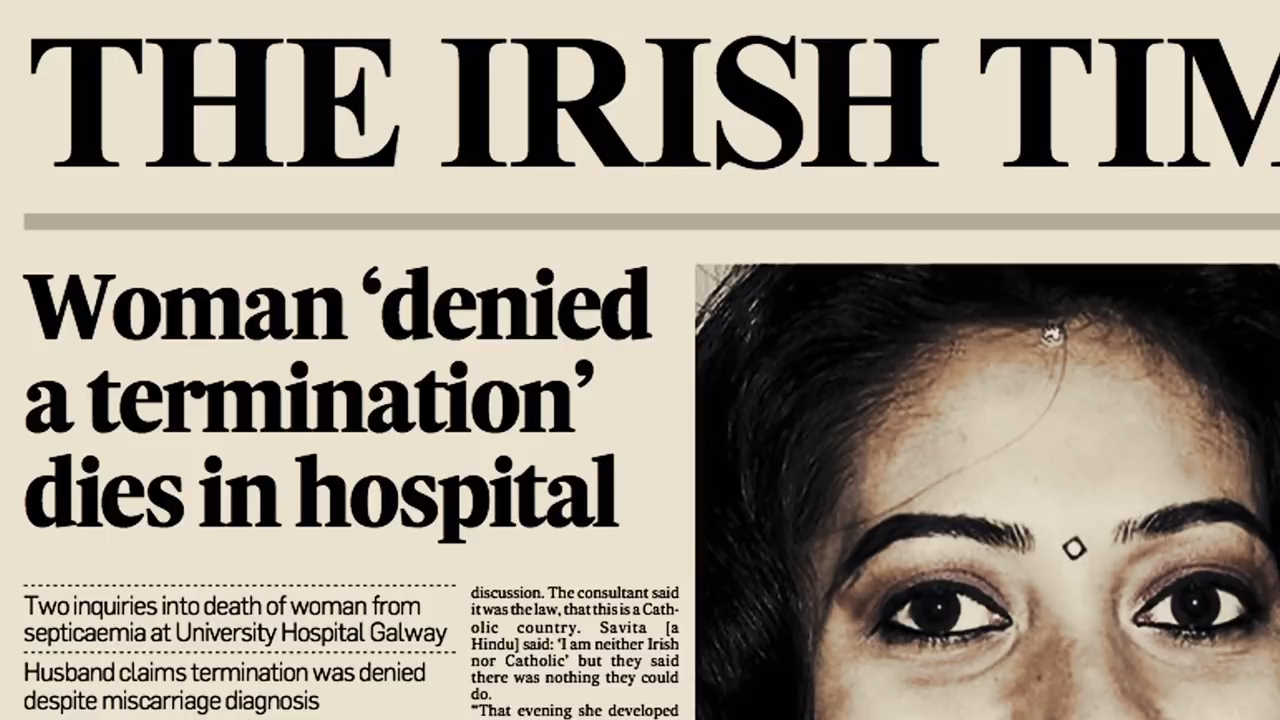 THE IRISH TIM
Woman ‘denied
a termination’
dies in hospital
Two inquiries into death of woman from
septicaemia at University Hospital Galway
Husband claims termination was denied
despite miscarriage diagnosis
discussion. The consultant said
it was the law, that this is a Cath-
olic country. Savita [a
Hindu] said: ‘I am neither Irish
nor Catholic’ but they said
there was nothing they could
do.
“That evening she developed